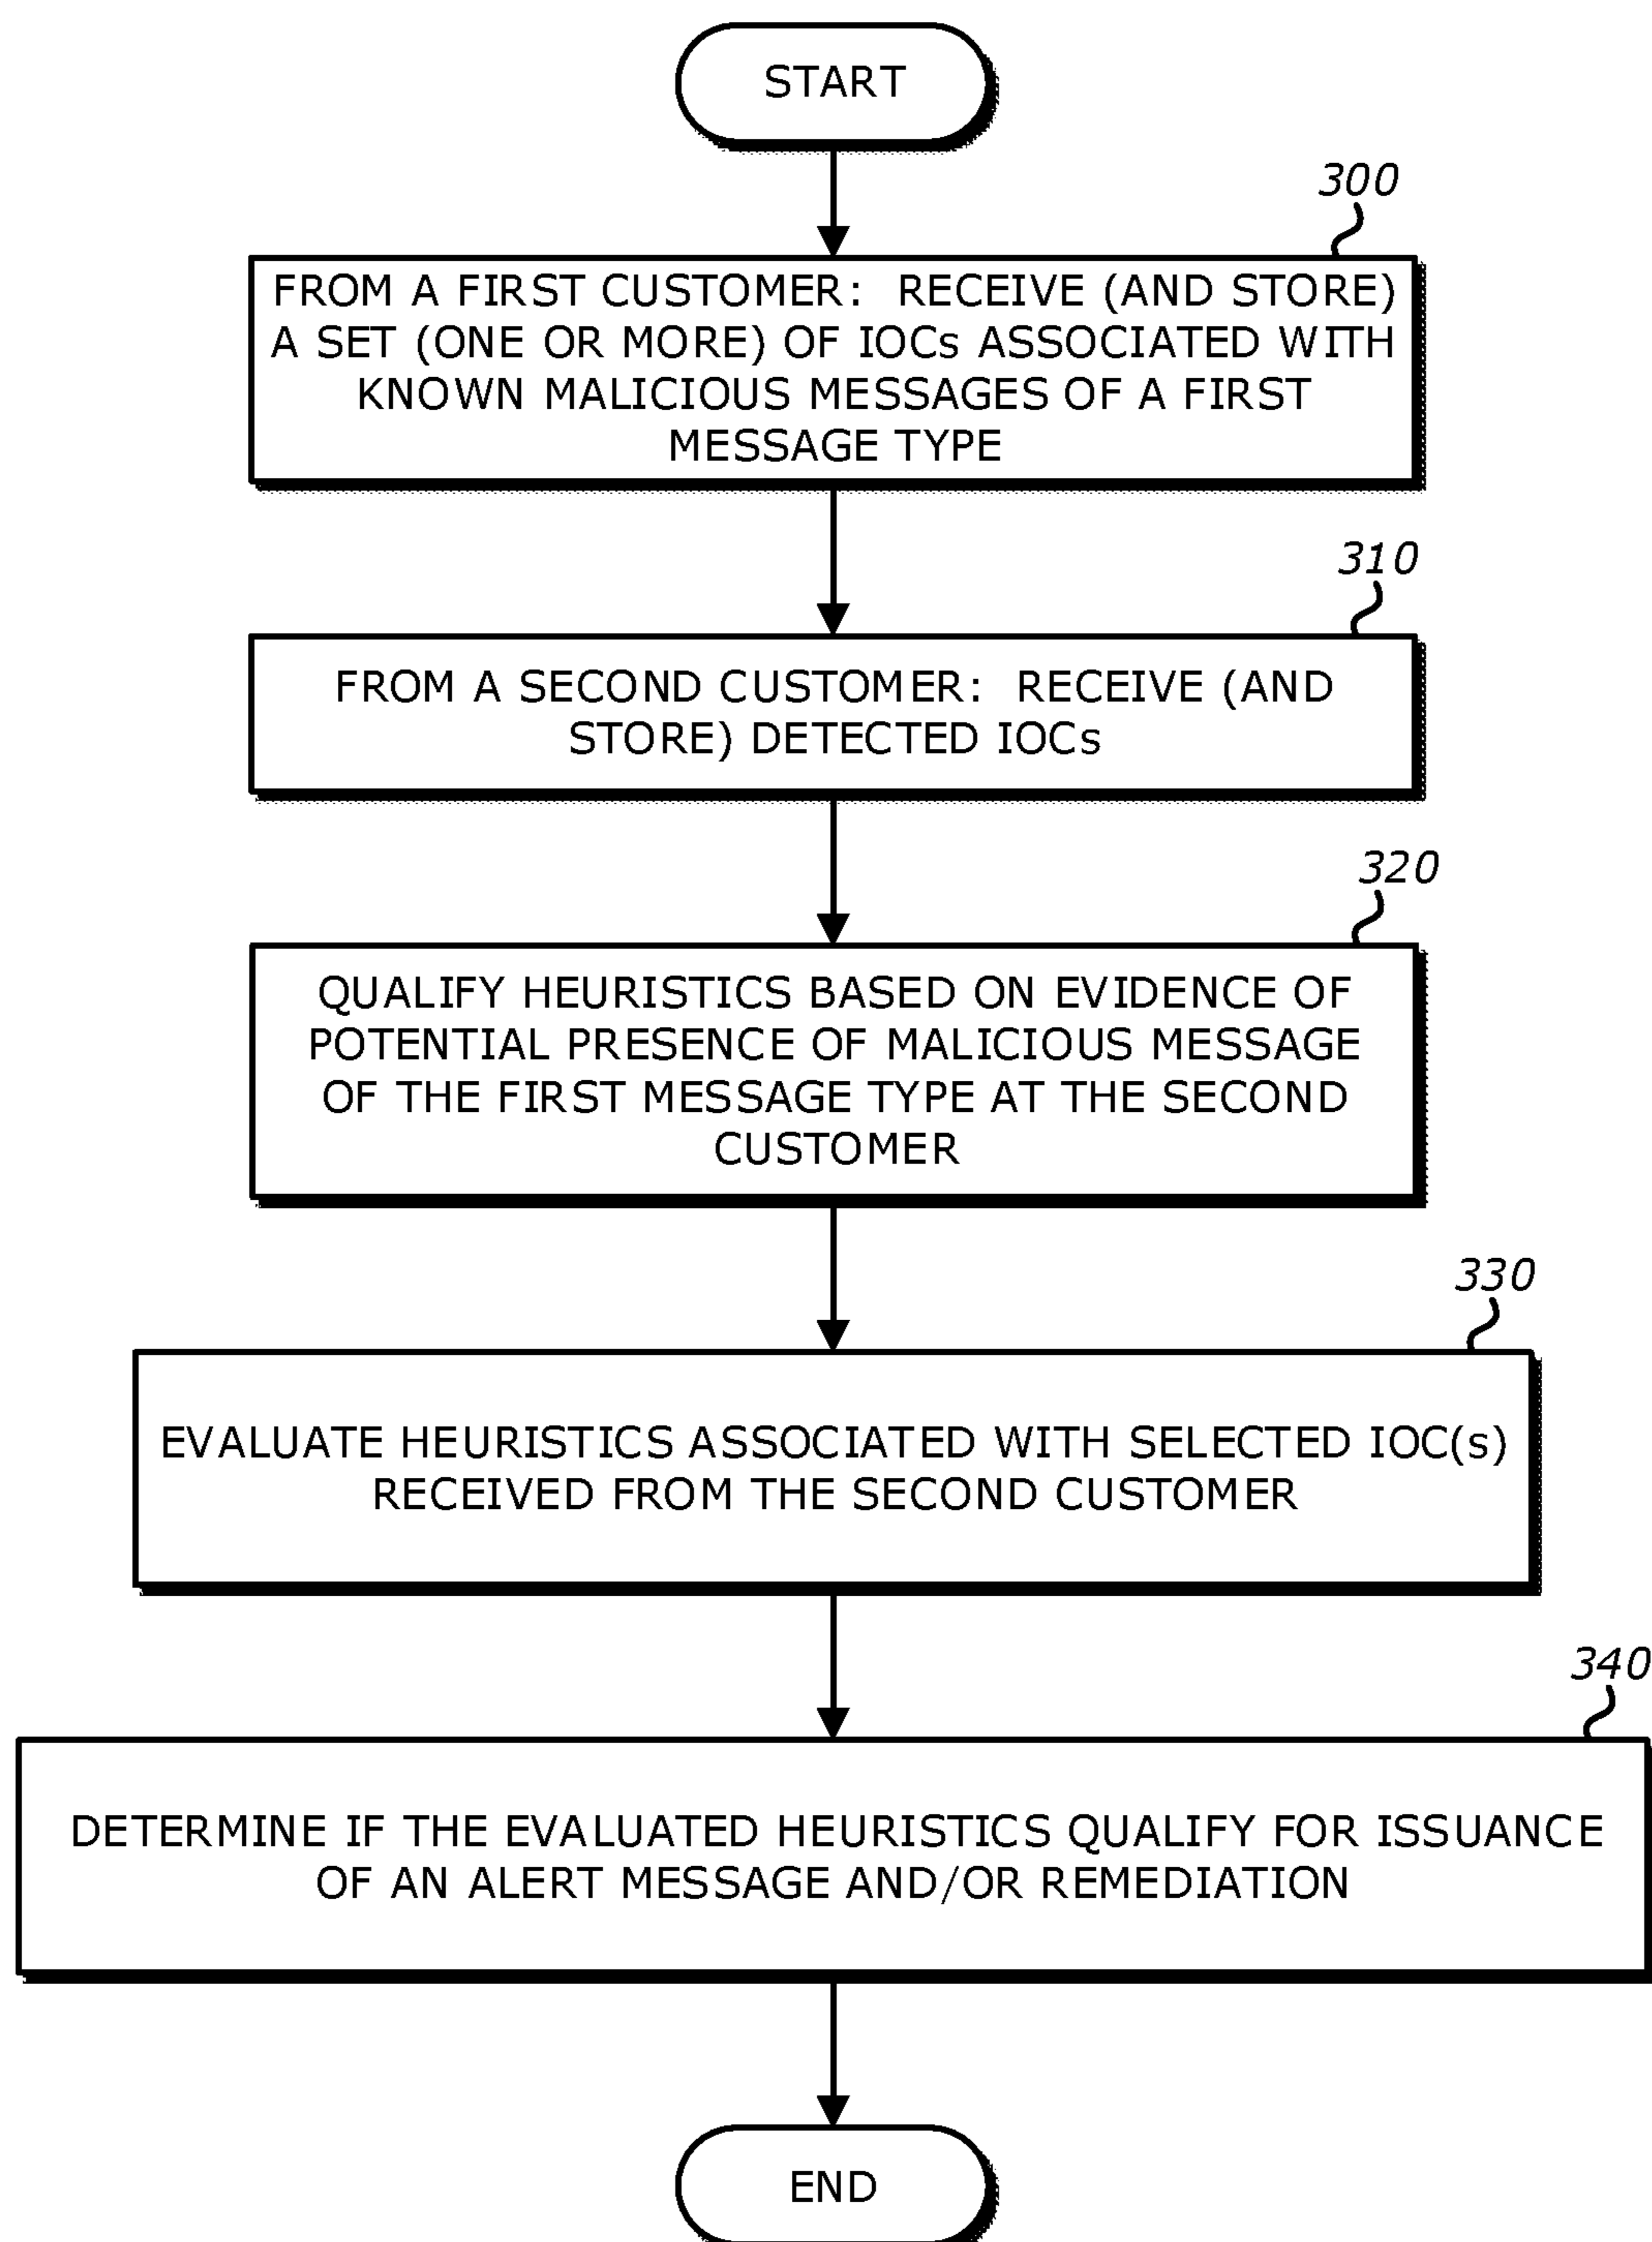 START
300
FROM A FIRST CUSTOMER: RECEIVE (AND STORE)
A SET (ONE OR MORE) OF IOCs ASSOCIATED WITH
KNOWN MALICIOUS MESSAGES OF A FIRST
MESSAGE TYPE
310
FROM A SECOND CUSTOMER: RECEIVE (AND
STORE) DETECTED IOCs
320
QUALIFY HEURISTICS BASED ON EVIDENCE OF
POTENTIAL PRESENCE OF MALICIOUS MESSAGE
OF THE FIRST MESSAGE TYPE AT THE SECOND
CUSTOMER
330
EVALUATE HEURISTICS ASSOCIATED WITH SELECTED IOC(s)
RECEIVED FROM THE SECOND CUSTOMER
340
DETERMINE IF THE EVALUATED HEURISTICS QUALIFY FOR ISSUANCE
OF AN ALERT MESSAGE AND/OR REMEDIATION
END